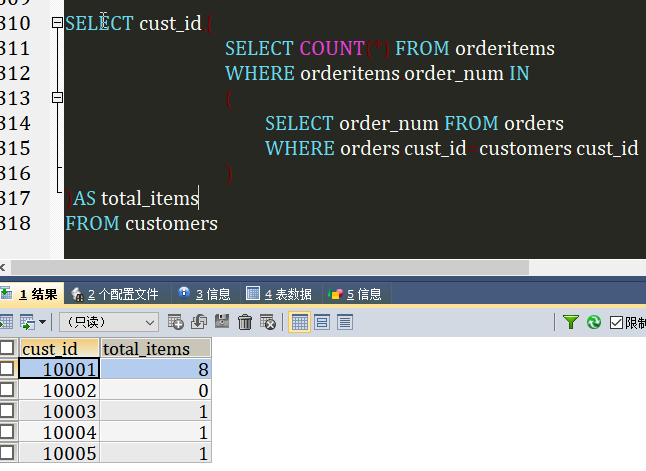 309
310 SELECT cust_id,(
311 SELECT COUNT(*) FROM orderitems
312 WHERE orderitems order_num IN
313 (
314 SELECT order_num FROM orders
315 WHERE orders cust_id customers cust_id
316 )
317 )AS total_items
318 FROM customers
1 结果 2 个配置文件 3 信息 4 表数据 5 信息
(只读) 限制
cust_id total_items
10001 8
10002 0
10003 1
10004 1
10005 1